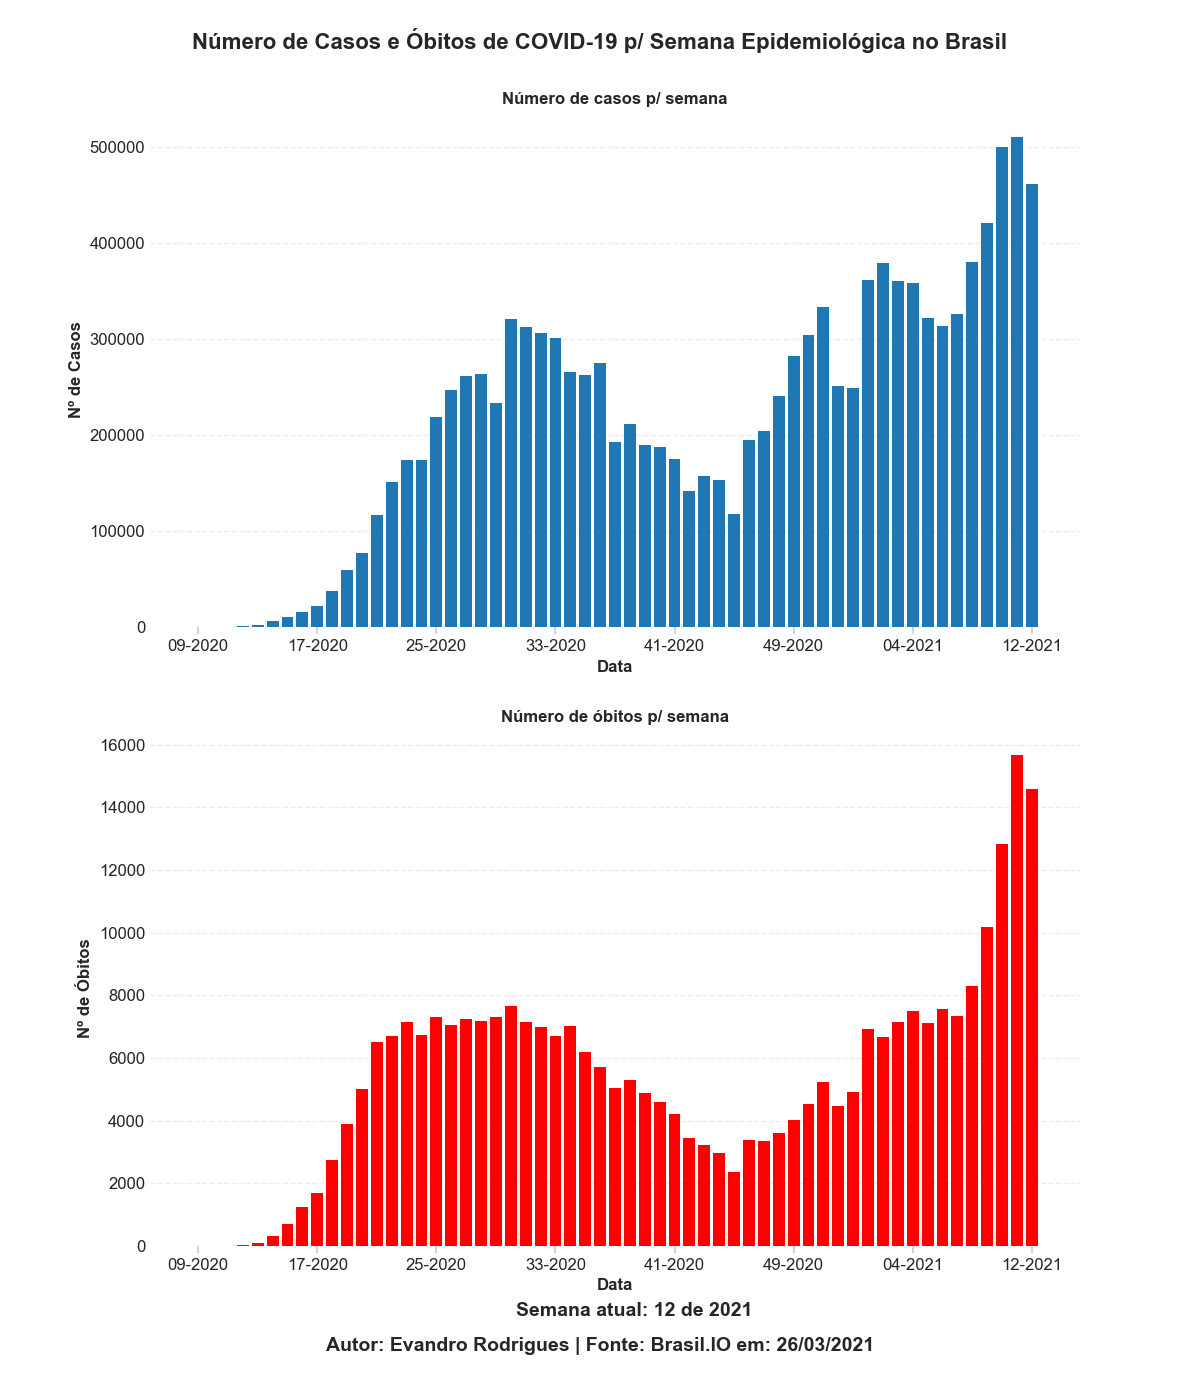 Número de Casos e Óbitos de COVID-19 p/ Semana Epidemiológica no Brasil
Número de casos p/ semana
500000
400000
300000
200000
100000
0
Nº de Casos
09-2020 17-2020 25-2020 33-2020 41-2020 49-2020 04-2021 12-2021
Data
Número de óbitos p/ semana
16000
14000
12000
10000
8000
6000
4000
2000
0
Nº de Óbitos
09-2020 17-2020 25-2020 33-2020 41-2020 49-2020 04-2021 12-2021
Data
Semana atual: 12 de 2021
Autor: Evandro Rodrigues | Fonte: Brasil.IO em: 26/03/2021